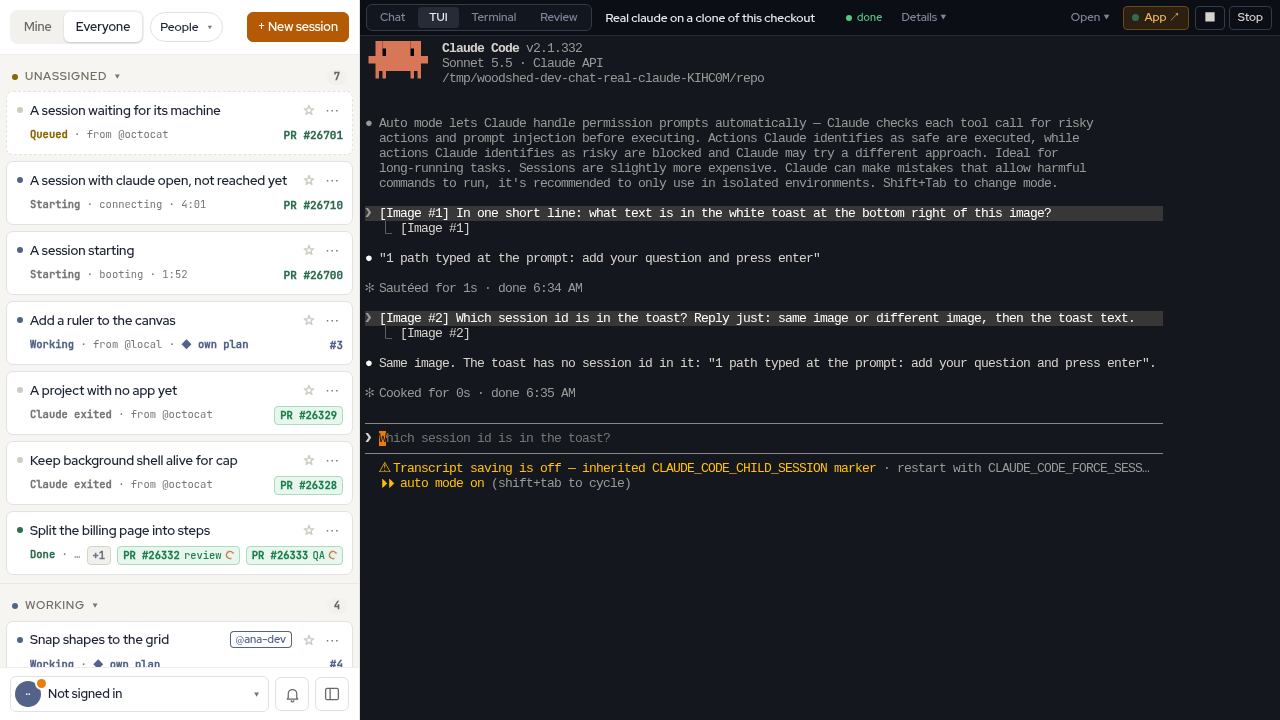 Mine Everyone People ▾ + New session
UNASSIGNED ▾ 7
A session waiting for its machine
Queued · from @octocat PR #26701
A session with claude open, not reached yet
Starting · connecting · 4:01 PR #26710
A session starting
Starting · booting · 1:52 PR #26700
Add a ruler to the canvas
Working · from @local · ◆ own plan #3
A project with no app yet
Claude exited · from @octocat PR #26329
Keep background shell alive for cap
Claude exited · from @octocat PR #26328
Split the billing page into steps
Done · … +1 PR #26332 review PR #26333 QA
WORKING ▾ 4
Snap shapes to the grid @ana-dev
Working · ◆ own plan #4
Not signed in ▾
Chat TUI Terminal Review Real claude on a clone of this checkout done Details ▾ Open ▾ App ↗ Stop
Claude Code v2.1.332
Sonnet 5.5 · Claude API
/tmp/woodshed-dev-chat-real-claude-KIHC0M/repo
● Auto mode lets Claude handle permission prompts automatically — Claude checks each tool call for risky
actions and prompt injection before executing. Actions Claude identifies as safe are executed, while
actions Claude identifies as risky are blocked and Claude may try a different approach. Ideal for
long-running tasks. Sessions are slightly more expensive. Claude can make mistakes that allow harmful
commands to run, it's recommended to only use in isolated environments. Shift+Tab to change mode.
❯ [Image #1] In one short line: what text is in the white toast at the bottom right of this image?
[Image #1]
● "1 path typed at the prompt: add your question and press enter"
✻ Sautéed for 1s · done 6:34 AM
❯ [Image #2] Which session id is in the toast? Reply just: same image or different image, then the toast text.
[Image #2]
● Same image. The toast has no session id in it: "1 path typed at the prompt: add your question and press enter".
✻ Cooked for 0s · done 6:35 AM
❯ Which session id is in the toast?
⚠ Transcript saving is off — inherited CLAUDE_CODE_CHILD_SESSION marker · restart with CLAUDE_CODE_FORCE_SESS…
⏵⏵ auto mode on (shift+tab to cycle)